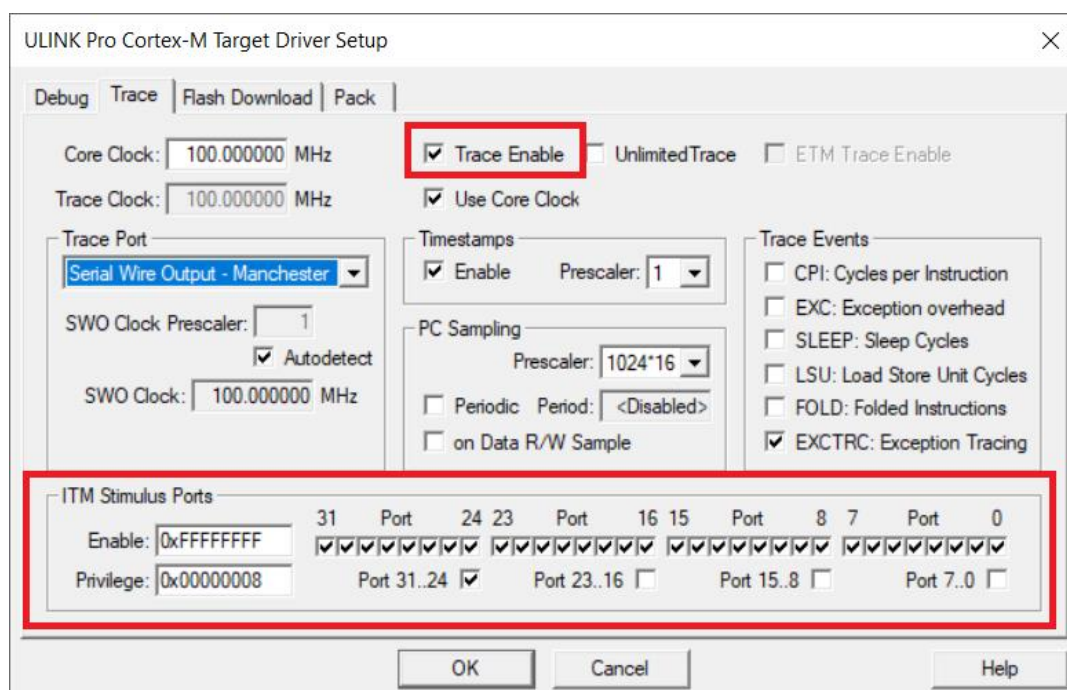 ULINK Pro Cortex-M Target Driver Setup
Debug Trace Flash Download Pack
Core Clock: 100.000000 MHz Trace Enable UnlimitedTrace ETM Trace Enable
Trace Clock: 100.000000 MHz Use Core Clock
Trace Port Timestamps Trace Events
Serial Wire Output - Manchester Enable Prescaler: 1 CPI: Cycles per Instruction
EXC: Exception overhead
SWO Clock Prescaler: 1 PC Sampling SLEEP: Sleep Cycles
Autodetect Prescaler: 1024*16 LSU: Load Store Unit Cycles
SWO Clock: 100.000000 MHz Periodic Period: <Disabled> FOLD: Folded Instructions
on Data R/W Sample EXCTRC: Exception Tracing
ITM Stimulus Ports
31 Port 24 23 Port 16 15 Port 8 7 Port 0
Enable: 0xFFFFFFFF
Privilege: 0x00000008 Port 31..24 Port 23..16 Port 15..8 Port 7..0
OK Cancel Help